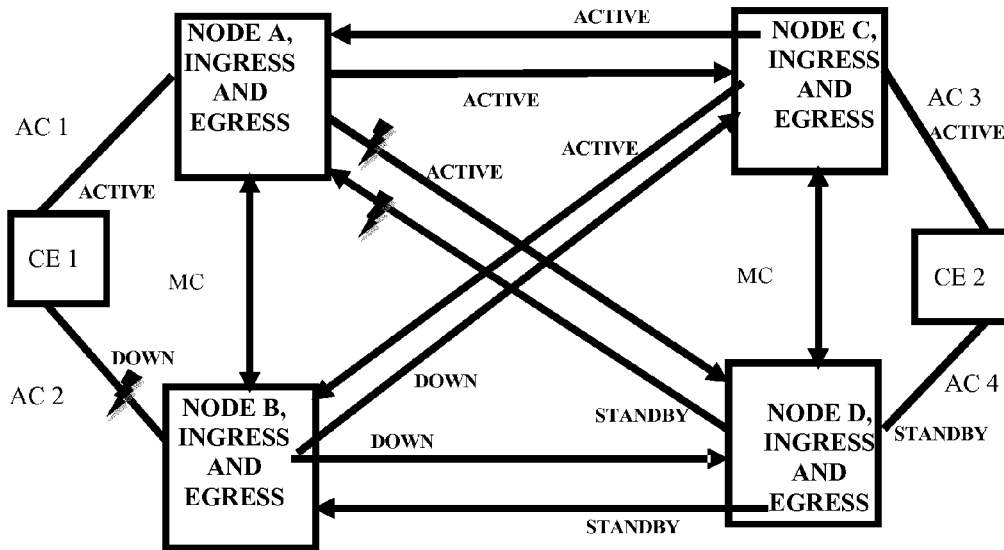 ACTIVE
NODE A,
INGRESS
AND
EGRESS
NODE C,
INGRESS
AND
EGRESS
ACTIVE
AC 1
AC 3
ACTIVE
ACTIVE
ACTIVE
ACTIVE
CE 1
MC
MC
CE 2
DOWN
DOWN
AC 2
AC 4
NODE B,
INGRESS
AND
EGRESS
STANDBY
DOWN
NODE D,
INGRESS
AND
EGRESS
STANDBY
STANDBY